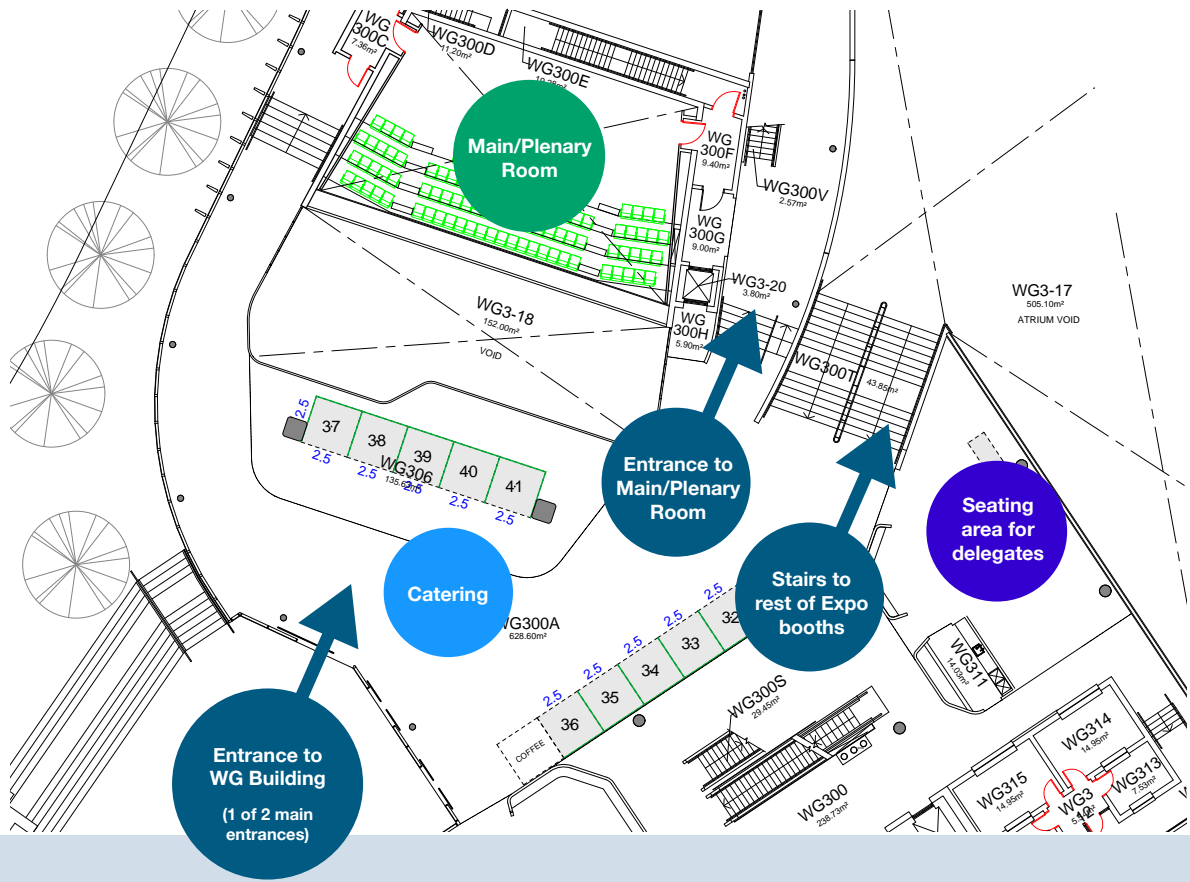 WG
300C
7.36m²
WG300D
11.20m²
WG300E
Main/Plenary
Room
WG
300F
9.40m²
WG300V
2.57m²
WG
300G
9.00m²
WG3-20
3.80m²
WG3-17
505.10m²
ATRIUM VOID
WG3-18
152.00m²
VOID
WG
300H
5.90m²
WG300T
43.85m²
2.5
37
38
39
40
41
2.5
2.5
2.5
2.5
WG306
Entrance to
Main/Plenary
Room
Seating
area for
delegates
Catering
WG300A
628.60m²
Stairs to
rest of Expo
booths
2.5
2.5
2.5
2.5
2.5
32
33
34
35
36
COFFEE
WG311
14.03m²
WG300S
29.45m²
WG314
14.95m²
WG313
7.53m²
WG315
14.95m²
WG300
238.73m²
Entrance to
WG Building
(1 of 2 main
entrances)